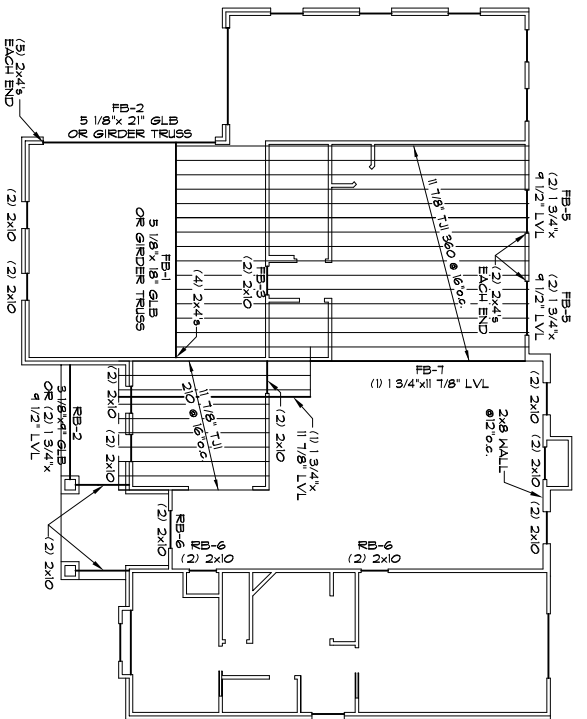 (5) 2x4's
EACH END
FB-2
5 1/8"x 21" GLB
OR GIRDER TRUSS
FB-5
(2) 1 3/4"x
9 1/2" LVL
FB-5
(2) 1 3/4"x
9 1/2" LVL
11 7/8" TJI 360 @ 16"o.c.
(2) 2x4's
EACH END
(2) 2x10
(2) 2x10
FB-1
5 1/8"x 18" GLB
OR GIRDER TRUSS
FB-3
(2) 2x10
(4) 2x4's
FB-7
(1) 1 3/4"x11 7/8" LVL
11 7/8" TJI
210 @ 16"o.c.
(2) 2x10
(1) 1 3/4"x
11 7/8" LVL
2x8 WALL
@12"o.c.
(2) 2x10
(2) 2x10
(2) 2x10
(2) 2x10
(2) 2x10
RB-2
3 1/8"x9" GLB
OR (2) 1 3/4"x
9 1/2" LVL
(2) 2x10
(2) 2x10
RB-6
(2) 2x10
RB-6
(2) 2x10
RB-6
(2) 2x10